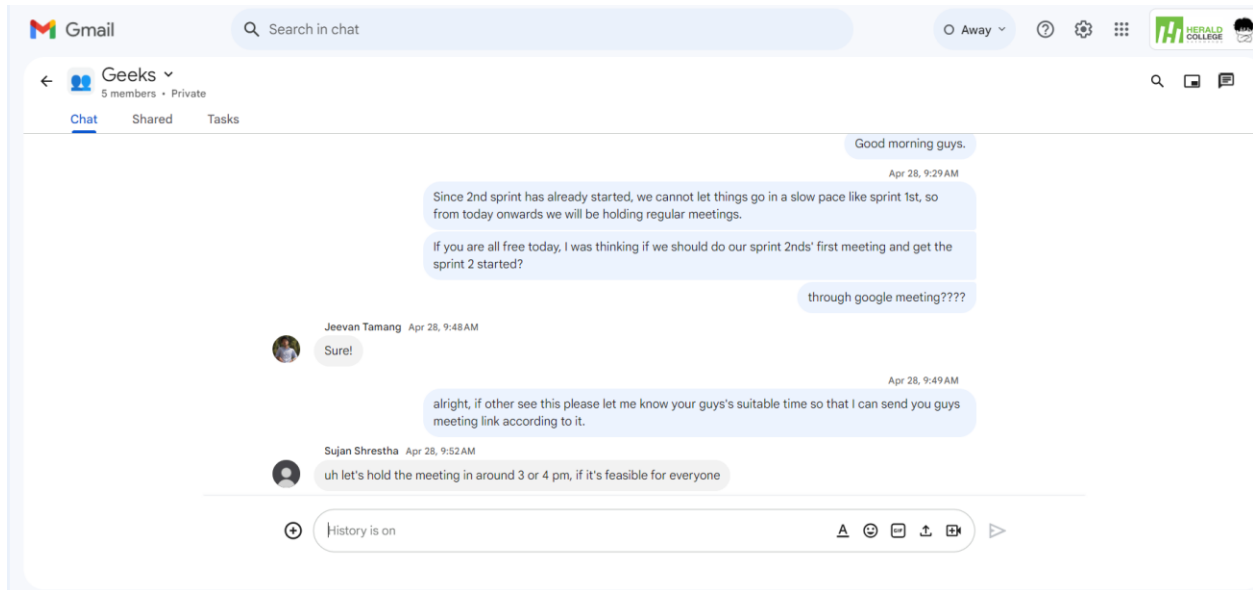 Gmail
Search in chat
Away
HERALD
COLLEGE
Geeks
5 members • Private
Chat Shared Tasks
Good morning guys.
Apr 28, 9:29 AM
Since 2nd sprint has already started, we cannot let things go in a slow pace like sprint 1st, so
from today onwards we will be holding regular meetings.
If you are all free today, I was thinking if we should do our sprint 2nds' first meeting and get the
sprint 2 started?
through google meeting????
Jeevan Tamang Apr 28, 9:48 AM
Sure!
Apr 28, 9:49 AM
alright, if other see this please let me know your guys's suitable time so that I can send you guys
meeting link according to it.
Sujan Shrestha Apr 28, 9:52 AM
uh let's hold the meeting in around 3 or 4 pm, if it's feasible for everyone
History is on
GIF